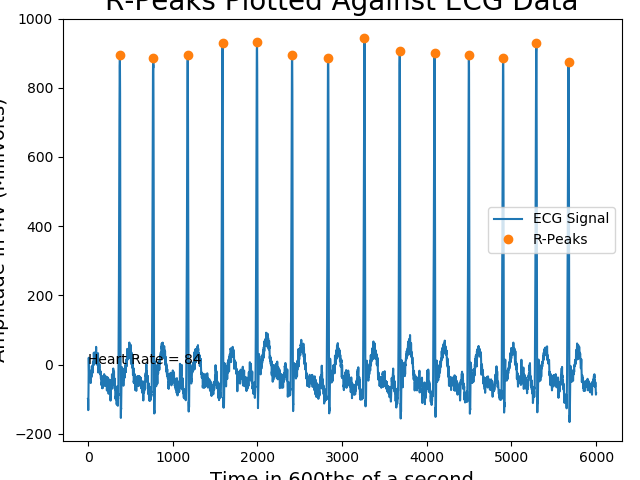 R-Peaks Plotted Against ECG Data
1000
800
600
400
200
0
−200
Amplitude in MV (Millivolts)
ECG Signal
R-Peaks
Heart Rate = 84
0 1000 2000 3000 4000 5000 6000
Time in 600ths of a second